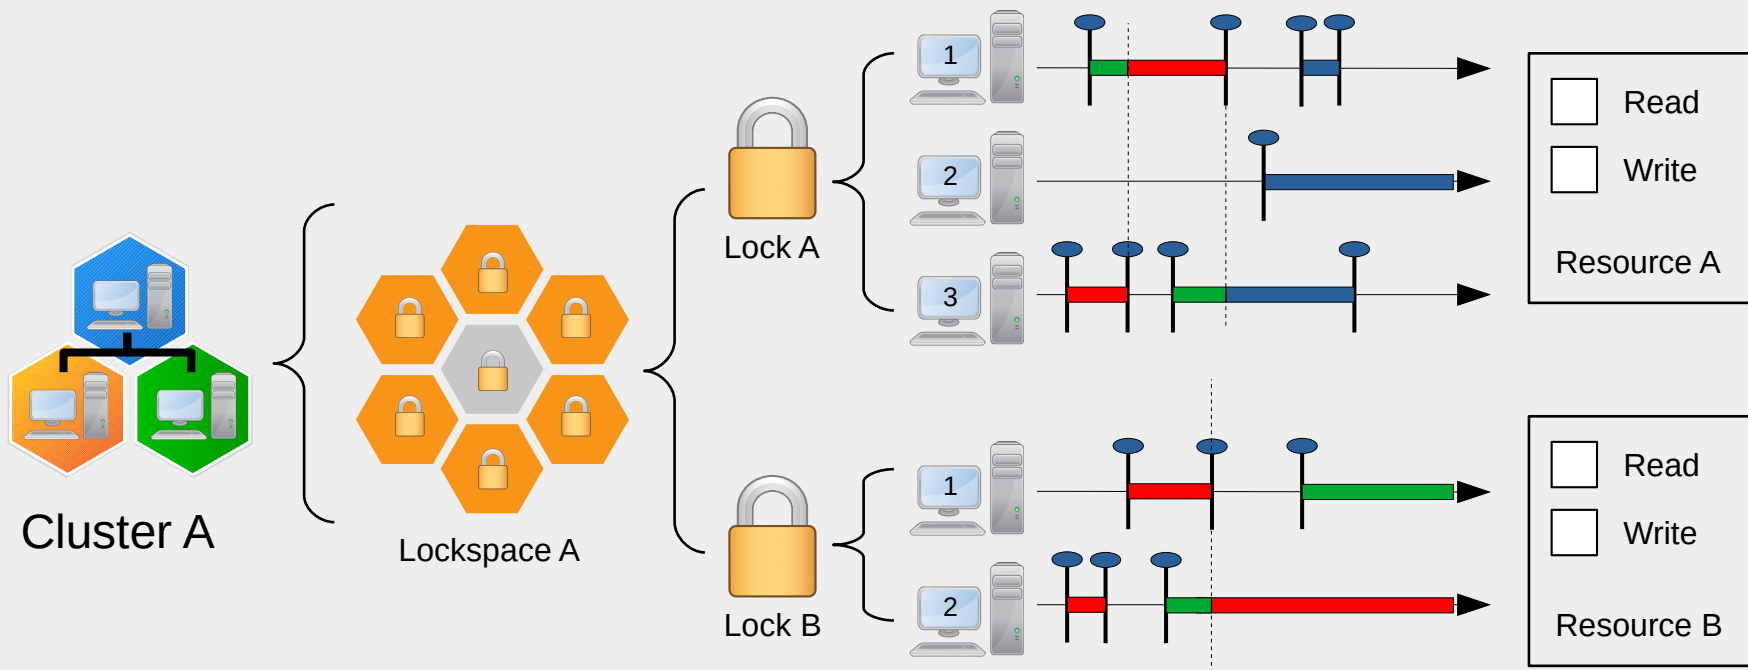 Cluster A
Lockspace A
Lock A
1
2
3
Read
Write
Resource A
Lock B
1
2
Read
Write
Resource B